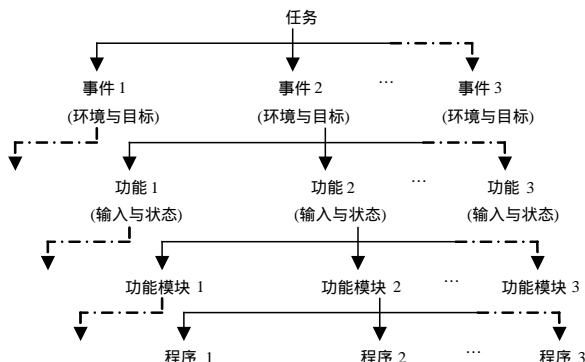 任务
事件 1 事件 2 … 事件 3
(环境与目标) (环境与目标) (环境与目标)
功能 1 功能 2 … 功能 3
(输入与状态) (输入与状态) (输入与状态)
功能模块 1 功能模块 2 … 功能模块 3
程序 1 程序 2 … 程序 3